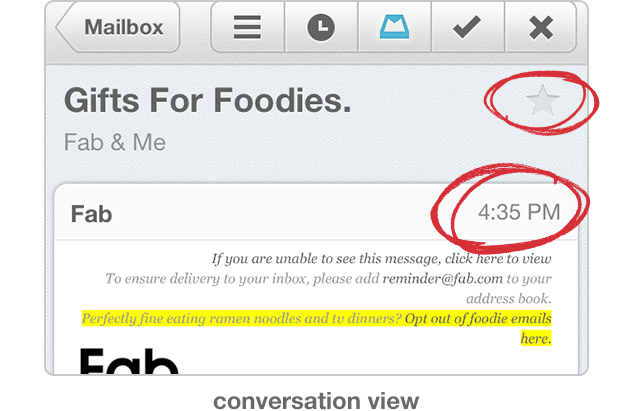 Mailbox
Gifts For Foodies.
Fab & Me
Fab
4:35 PM
If you are unable to see this message, click here to view
To ensure delivery to your inbox, please add reminder@fab.com to your
address book.
Perfectly fine eating ramen noodles and tv dinners? Opt out of foodie emails
here.
Fab
conversation view